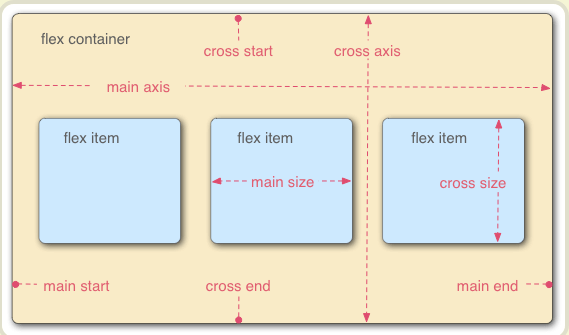 flex container
cross start
cross axis
main axis
flex item
flex item
flex item
main size
cross size
main start
cross end
main end